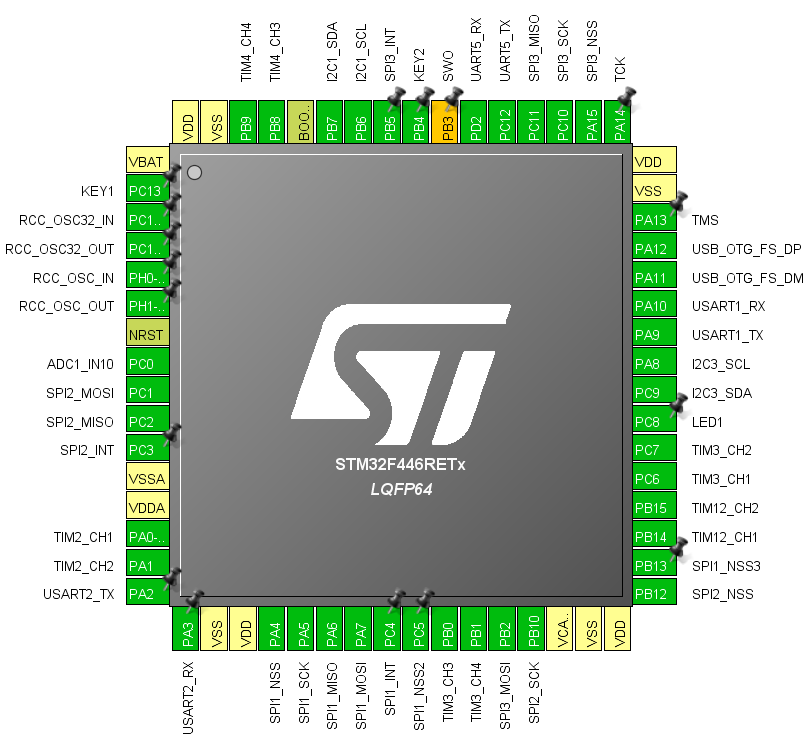 TIM4_CH4
TIM4_CH3
I2C1_SDA
I2C1_SCL
SPI3_INT
KEY2
SWO
UART5_RX
UART5_TX
SPI3_MISO
SPI3_SCK
SPI3_NSS
TCK
VDD
VSS
PB9
PB8
BOO..
PB7
PB6
PB5
PB4
PB3
PD2
PC12
PC11
PC10
PA15
PA14
VBAT
KEY1 PC13
RCC_OSC32_IN PC1..
RCC_OSC32_OUT PC1..
RCC_OSC_IN PH0-..
RCC_OSC_OUT PH1-..
NRST
ADC1_IN10 PC0
SPI2_MOSI PC1
SPI2_MISO PC2
SPI2_INT PC3
VSSA
VDDA
TIM2_CH1 PA0-..
TIM2_CH2 PA1
USART2_TX PA2
ST
STM32F446RETx
LQFP64
VDD
VSS
PA13 TMS
PA12 USB_OTG_FS_DP
PA11 USB_OTG_FS_DM
PA10 USART1_RX
PA9 USART1_TX
PA8 I2C3_SCL
PC9 I2C3_SDA
PC8 LED1
PC7 TIM3_CH2
PC6 TIM3_CH1
PB15 TIM12_CH2
PB14 TIM12_CH1
PB13 SPI1_NSS3
PB12 SPI2_NSS
PA3
VSS
VDD
PA4
PA5
PA6
PA7
PC4
PC5
PB0
PB1
PB2
PB10
VCA..
VSS
VDD
USART2_RX
SPI1_NSS
SPI1_SCK
SPI1_MISO
SPI1_MOSI
SPI1_INT
SPI1_NSS2
TIM3_CH3
TIM3_CH4
SPI3_MOSI
SPI2_SCK